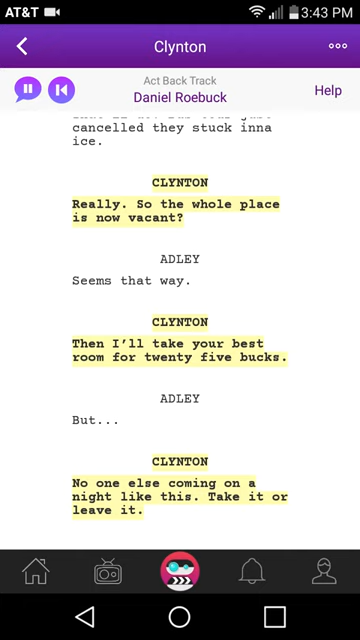 AT&T
3:43 PM
Clynton
Act Back Track
Daniel Roebuck
Help
cancelled they stuck inna
ice.
CLYNTON
Really. So the whole place
is now vacant?
ADLEY
Seems that way.
CLYNTON
Then I'll take your best
room for twenty five bucks.
ADLEY
But...
CLYNTON
No one else coming on a
night like this. Take it or
leave it.